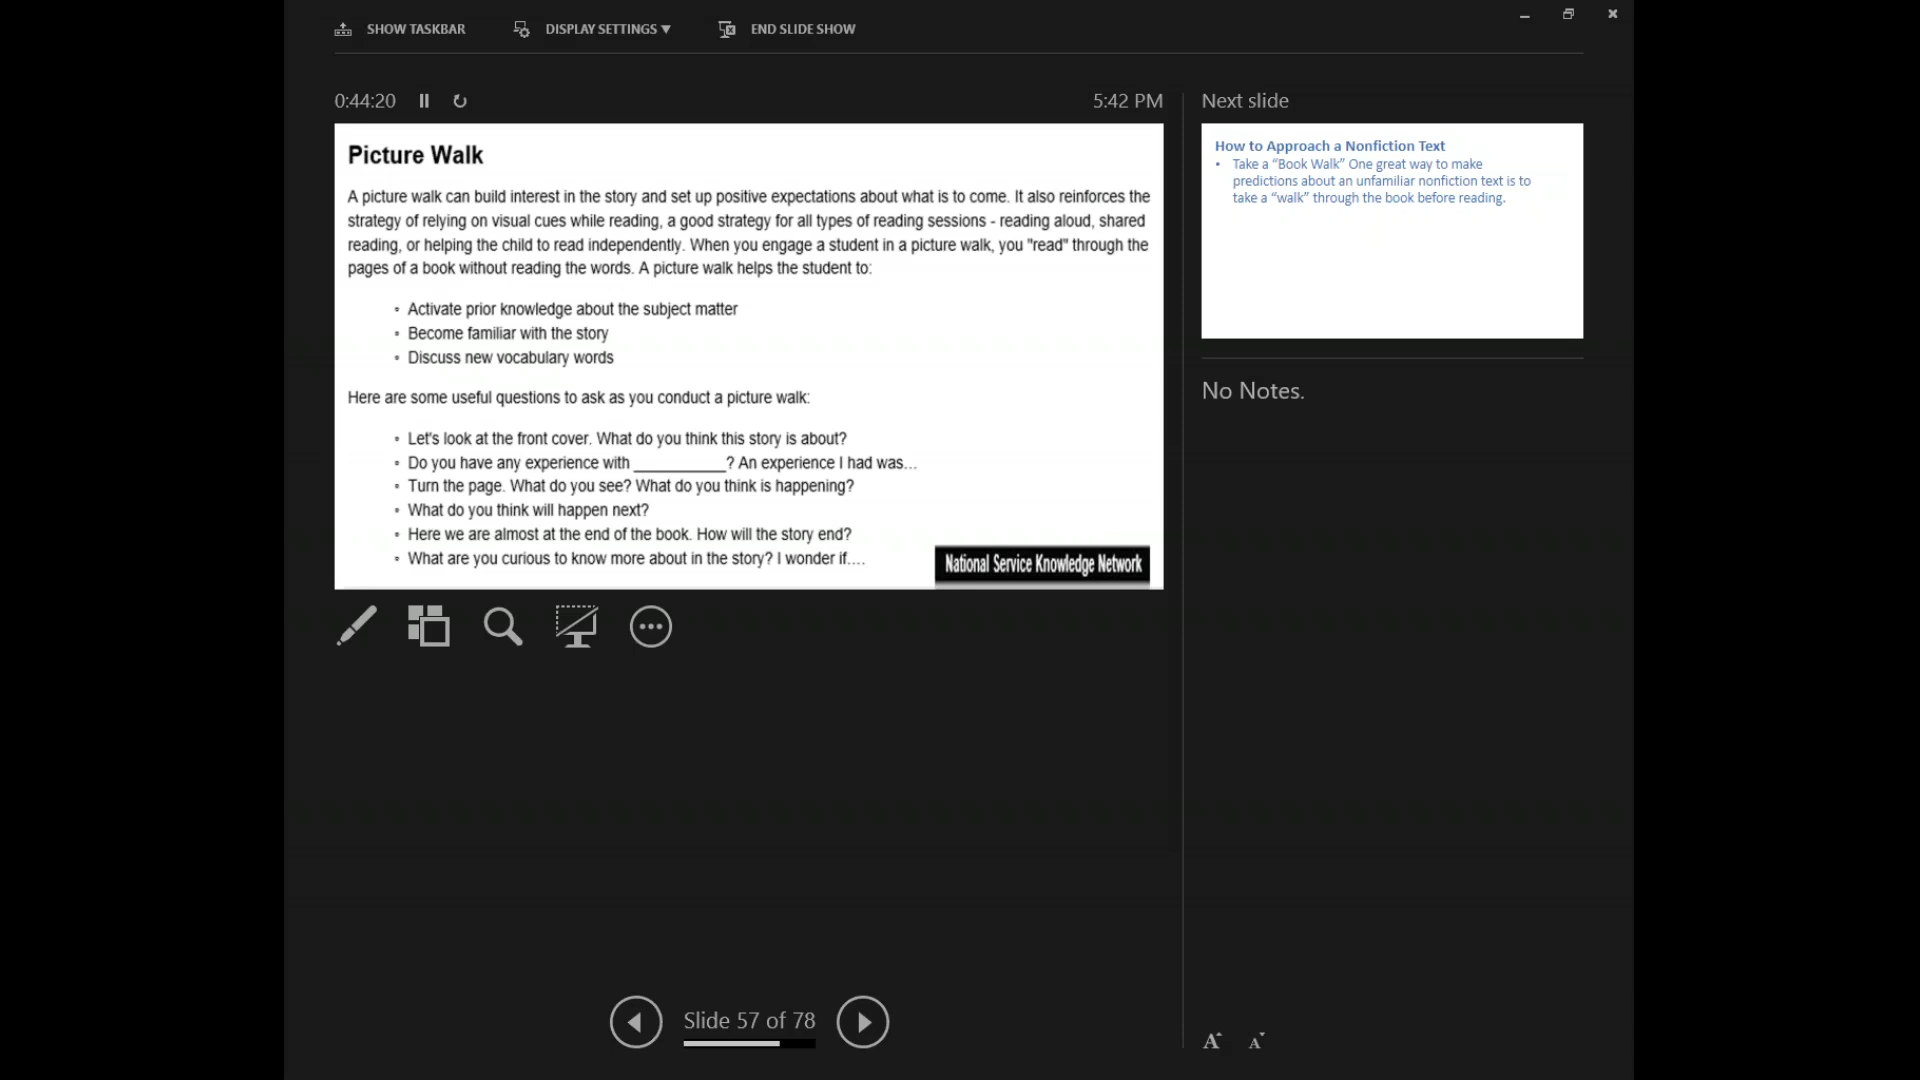 SHOW TASKBAR
DISPLAY SETTINGS ▼
END SLIDE SHOW
0:44:20
5:42 PM
Picture Walk
A picture walk can build interest in the story and set up positive expectations about what is to come. It also reinforces the
strategy of relying on visual cues while reading, a good strategy for all types of reading sessions - reading aloud, shared
reading, or helping the child to read independently. When you engage a student in a picture walk, you "read" through the
pages of a book without reading the words. A picture walk helps the student to:
• Activate prior knowledge about the subject matter
• Become familiar with the story
• Discuss new vocabulary words
Here are some useful questions to ask as you conduct a picture walk:
• Let's look at the front cover. What do you think this story is about?
• Do you have any experience with ___________? An experience I had was...
• Turn the page. What do you see? What do you think is happening?
• What do you think will happen next?
• Here we are almost at the end of the book. How will the story end?
• What are you curious to know more about in the story? I wonder if....
National Service Knowledge Network
Slide 57 of 78
Next slide
How to Approach a Nonfiction Text
• Take a “Book Walk” One great way to make
predictions about an unfamiliar nonfiction text is to
take a “walk” through the book before reading.
No Notes.
A A